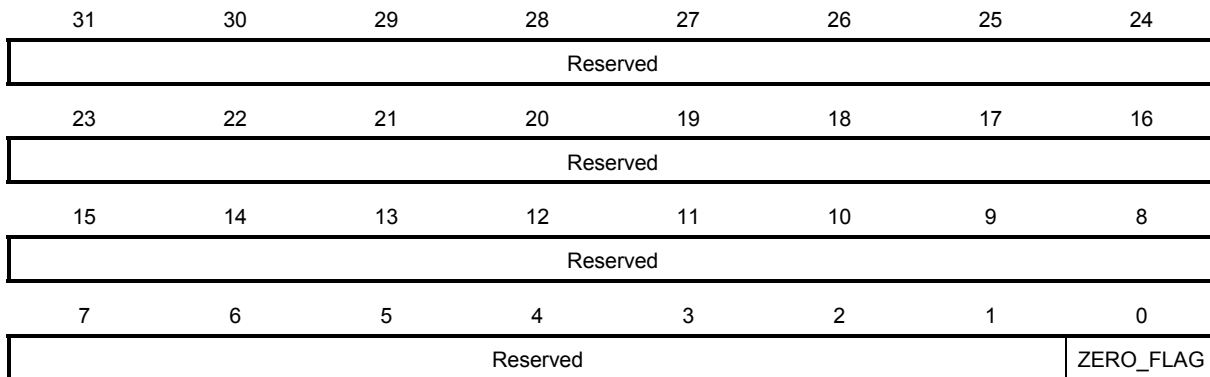 31 30 29 28 27 26 25 24
Reserved
23 22 21 20 19 18 17 16
Reserved
15 14 13 12 11 10 9 8
Reserved
7 6 5 4 3 2 1 0
Reserved ZERO_FLAG